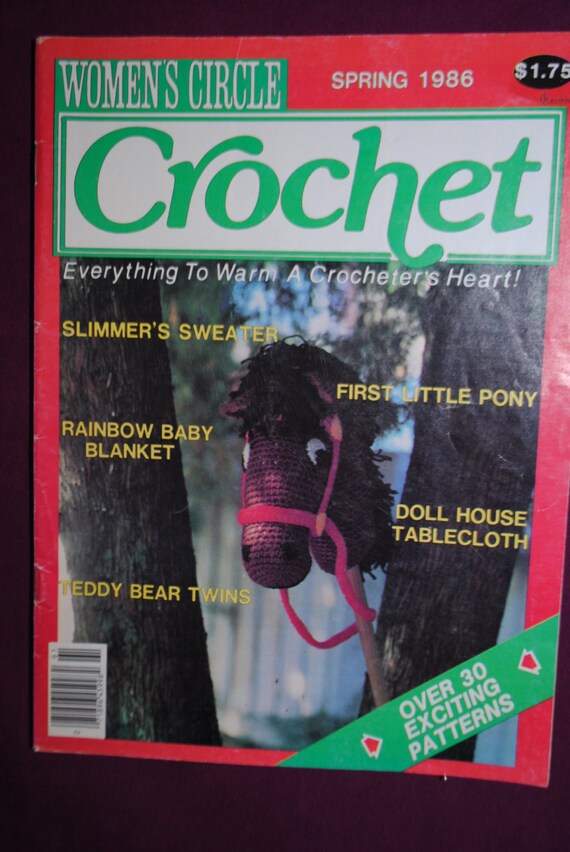 WOMEN'S CIRCLE
SPRING 1986
$1.75
Crochet
Everything To Warm A Crocheter's Heart!
SLIMMER'S SWEATER
FIRST LITTLE PONY
RAINBOW BABY
BLANKET
DOLL HOUSE
TABLECLOTH
TEDDY BEAR TWINS
OVER 30
EXCITING
PATTERNS